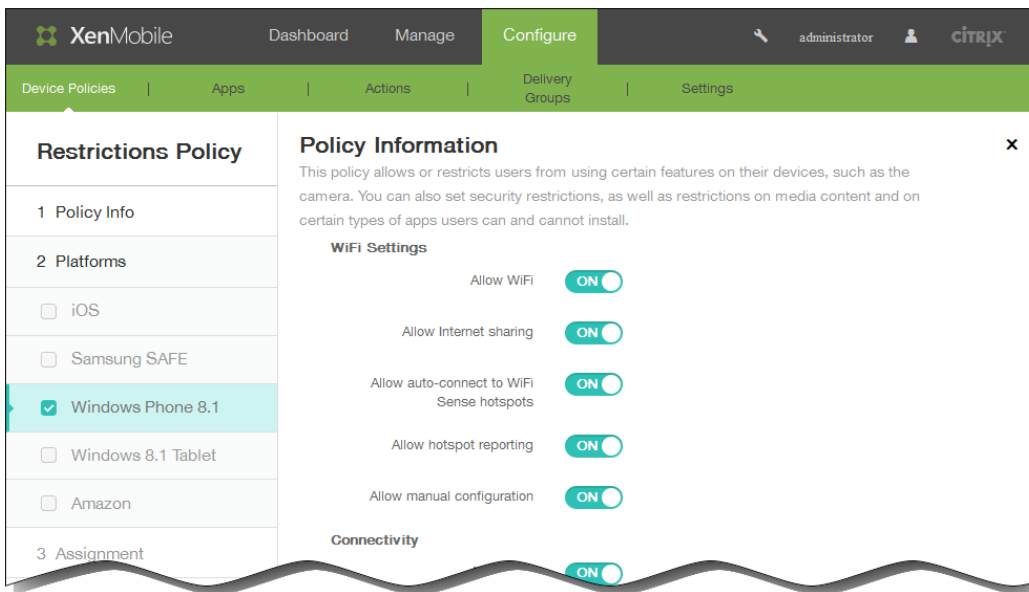 XenMobile Dashboard Manage Configure administrator CİTRIX
Device Policies | Apps | Actions | Delivery Groups | Settings
Restrictions Policy
1 Policy Info
2 Platforms
iOS
Samsung SAFE
Windows Phone 8.1
Windows 8.1 Tablet
Amazon
3 Assignment
Policy Information x
This policy allows or restricts users from using certain features on their devices, such as the
camera. You can also set security restrictions, as well as restrictions on media content and on
certain types of apps users can and cannot install.
WiFi Settings
Allow WiFi ON
Allow Internet sharing ON
Allow auto-connect to WiFi ON
Sense hotspots
Allow hotspot reporting ON
Allow manual configuration ON
Connectivity
ON